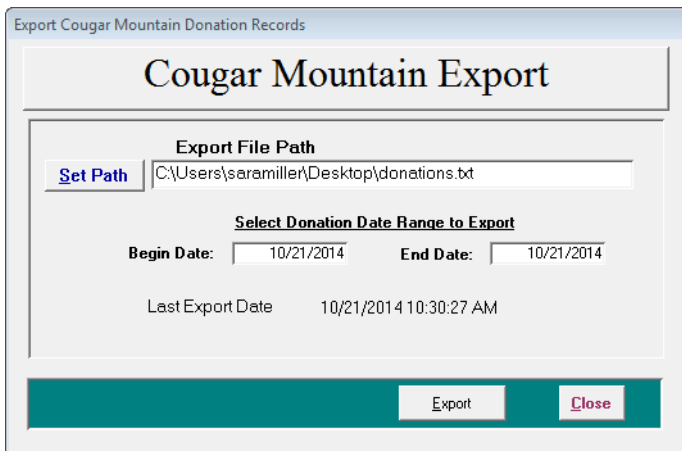 Export Cougar Mountain Donation Records
Cougar Mountain Export
Export File Path
Set Path C:\Users\saramiller\Desktop\donations.txt
Select Donation Date Range to Export
Begin Date: 10/21/2014 End Date: 10/21/2014
Last Export Date 10/21/2014 10:30:27 AM
Export Close